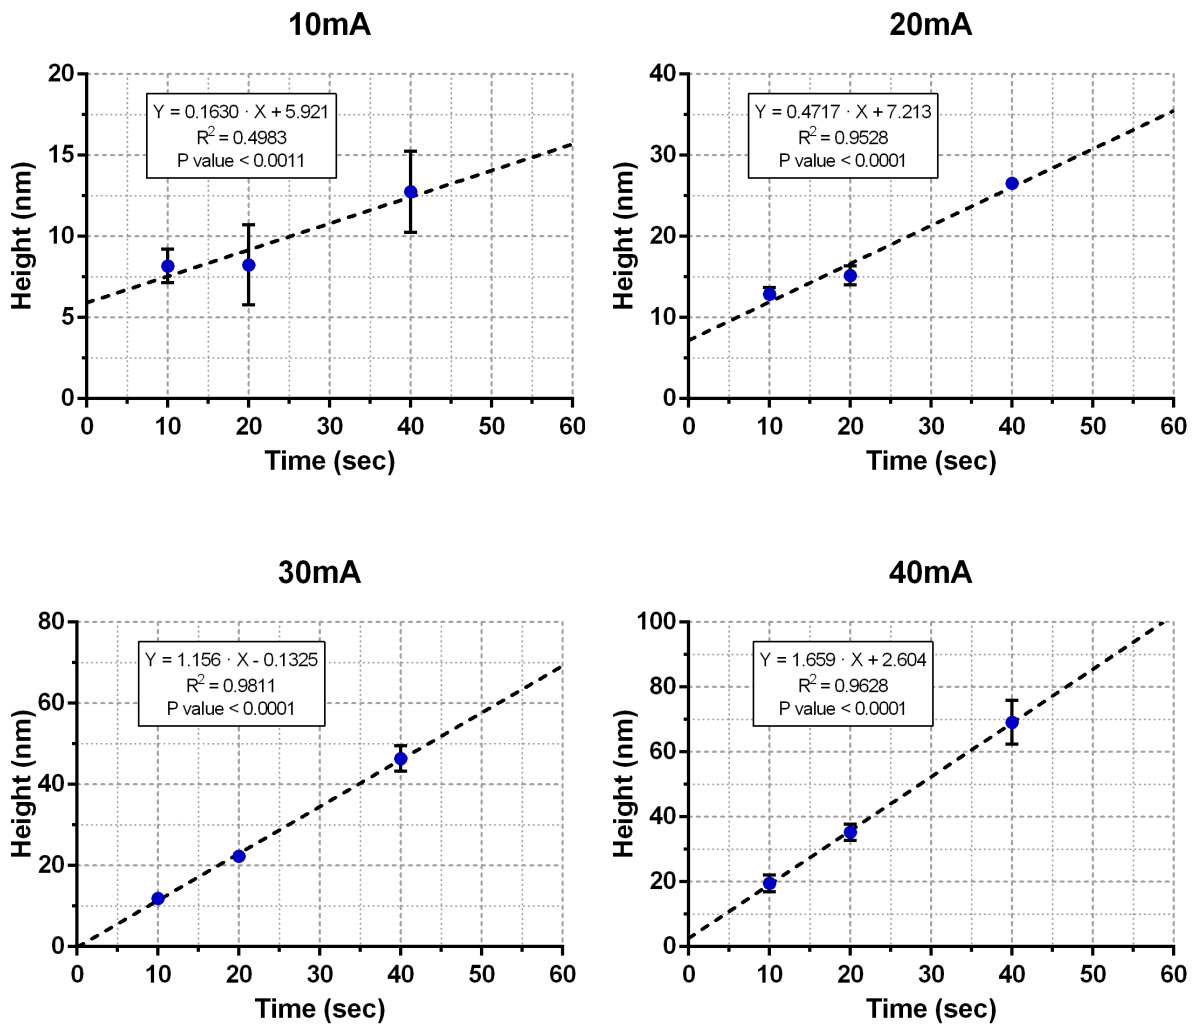 10mA
Height (nm)
20
15
10
5
0
Y = 0.1630 · X + 5.921
R² = 0.4983
P value < 0.0011
0 10 20 30 40 50 60
Time (sec)
20mA
Height (nm)
40
30
20
10
0
Y = 0.4717 · X + 7.213
R² = 0.9528
P value < 0.0001
0 10 20 30 40 50 60
Time (sec)
30mA
Height (nm)
80
60
40
20
0
Y = 1.156 · X - 0.1325
R² = 0.9811
P value < 0.0001
0 10 20 30 40 50 60
Time (sec)
40mA
Height (nm)
100
80
60
40
20
0
Y = 1.659 · X + 2.604
R² = 0.9628
P value < 0.0001
0 10 20 30 40 50 60
Time (sec)